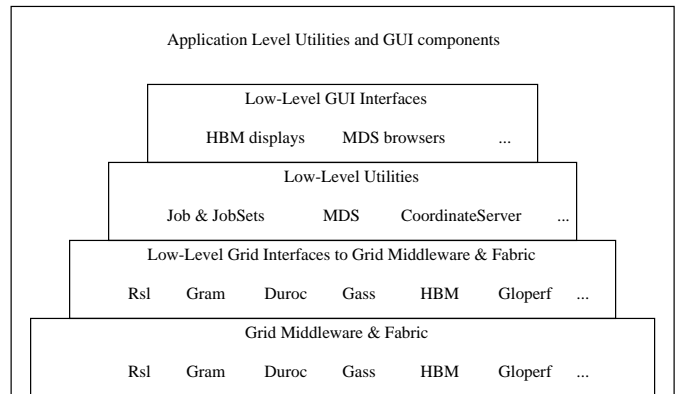 Application Level Utilities and GUI components
Low-Level GUI Interfaces
HBM displays MDS browsers ...
Low-Level Utilities
Job & JobSets MDS CoordinateServer ...
Low-Level Grid Interfaces to Grid Middleware & Fabric
Rsl Gram Duroc Gass HBM Gloperf ...
Grid Middleware & Fabric
Rsl Gram Duroc Gass HBM Gloperf ...